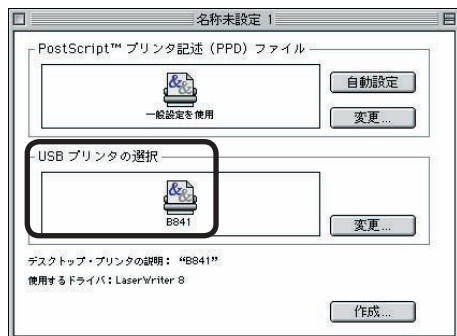 名称未設定 1
PostScript™ プリンタ記述（PPD）ファイル
一般設定を使用
自動設定
変更...
USB プリンタの選択
B841
変更...
デスクトップ・プリンタの説明： “B841”
使用するドライバ：LaserWriter 8
作成...